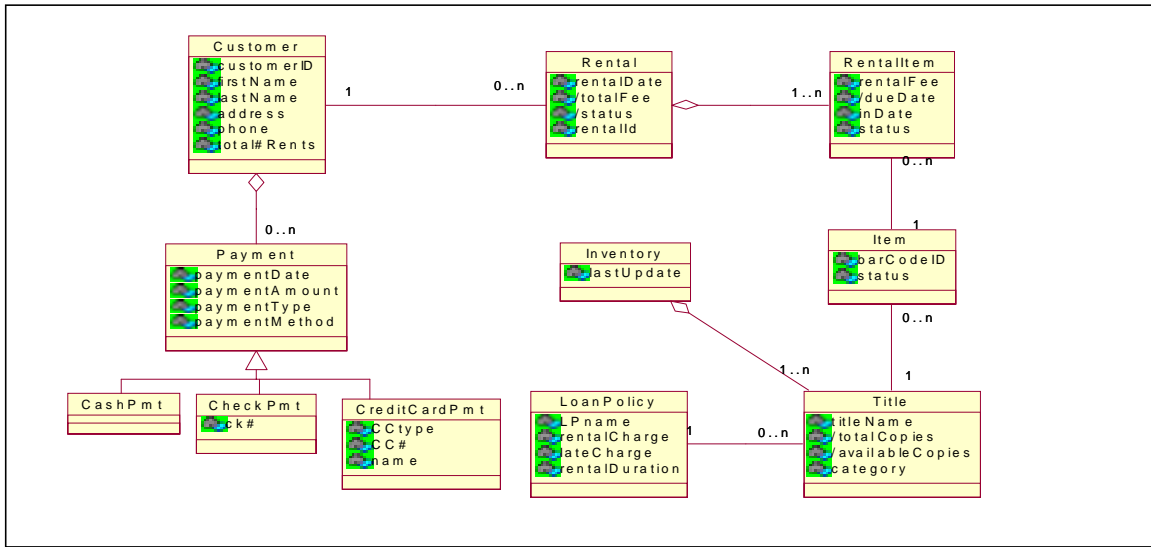 Customer
customerID
firstName
lastName
address
phone
total#Rents
1
0..n
Rental
rentalDate
/totalFee
/status
rentalId
1..n
RentalItem
rentalFee
/dueDate
inDate
status
0..n
1
Item
barCodeID
status
0..n
1
0..n
Payment
paymentDate
paymentAmount
paymentType
paymentMethod
Inventory
lastUpdate
1..n
CashPmt
CheckPmt
ck#
CreditCardPmt
CCtype
CC#
name
LoanPolicy
LPname
rentalCharge
lateCharge
rentalDuration
1
0..n
Title
titleName
/totalCopies
/availableCopies
category